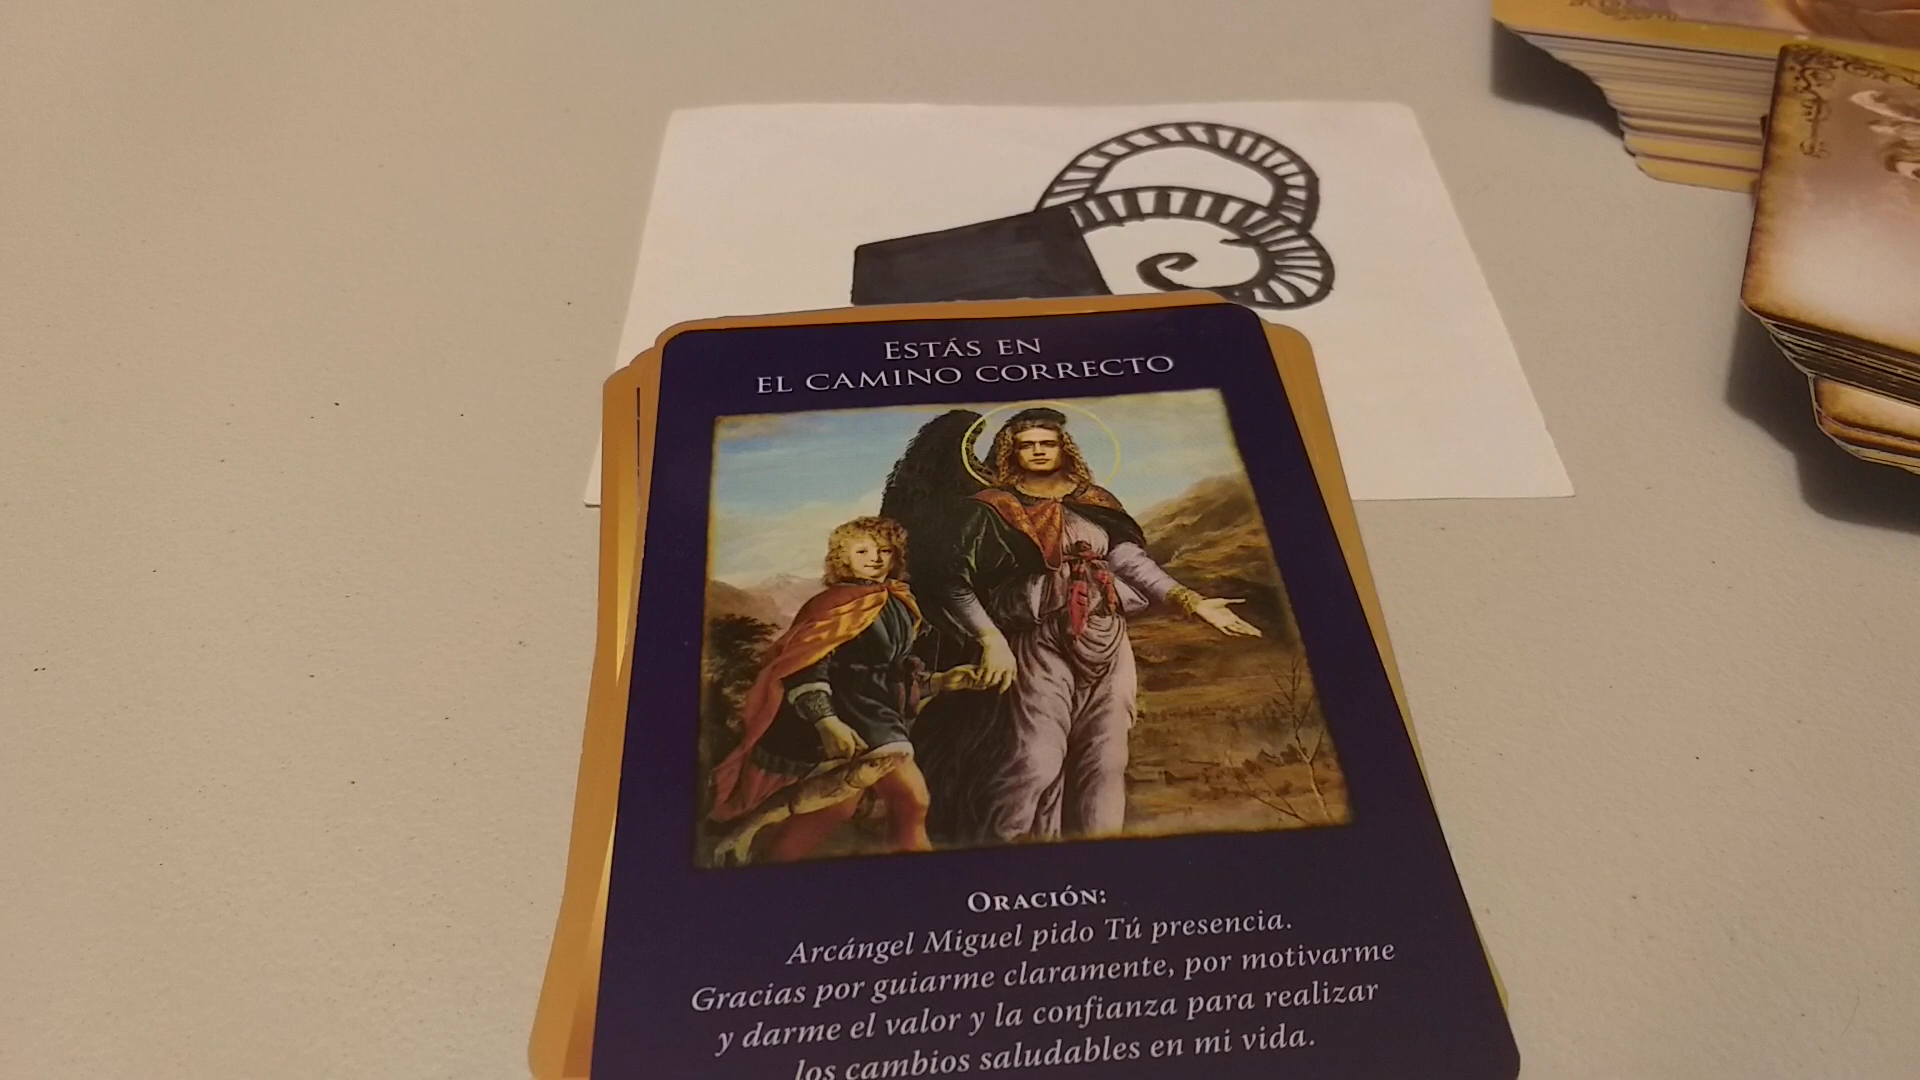 ESTÁS EN
EL CAMINO CORRECTO
ORACIÓN:
Arcángel Miguel pido Tú presencia.
Gracias por guiarme claramente, por motivarme
y darme el valor y la confianza para realizar
los cambios saludables en mi vida.